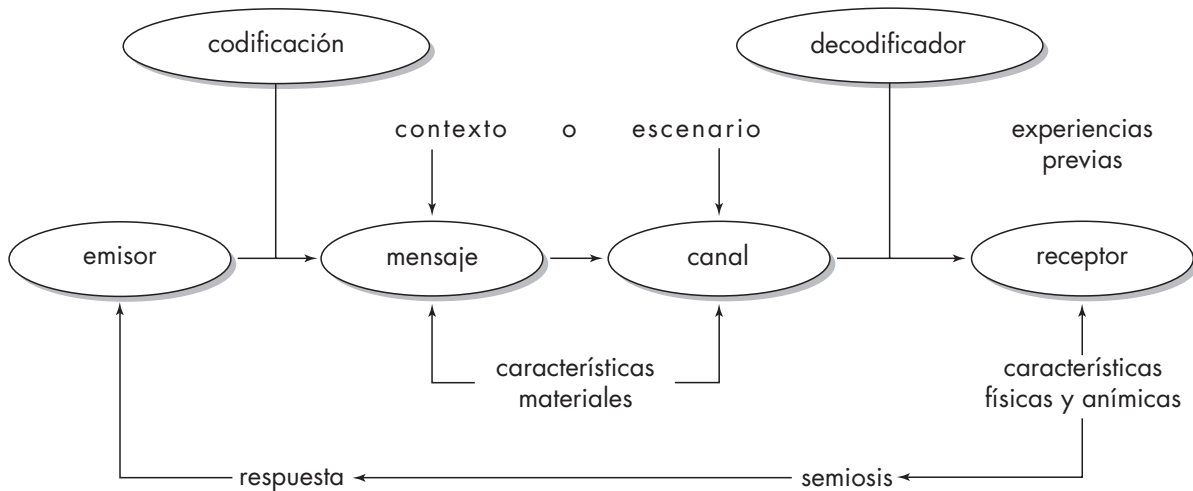 codificación
decodificador
contexto o escenario
experiencias
previas
emisor
mensaje
canal
receptor
características
materiales
características
físicas y anímicas
respuesta
semiosis